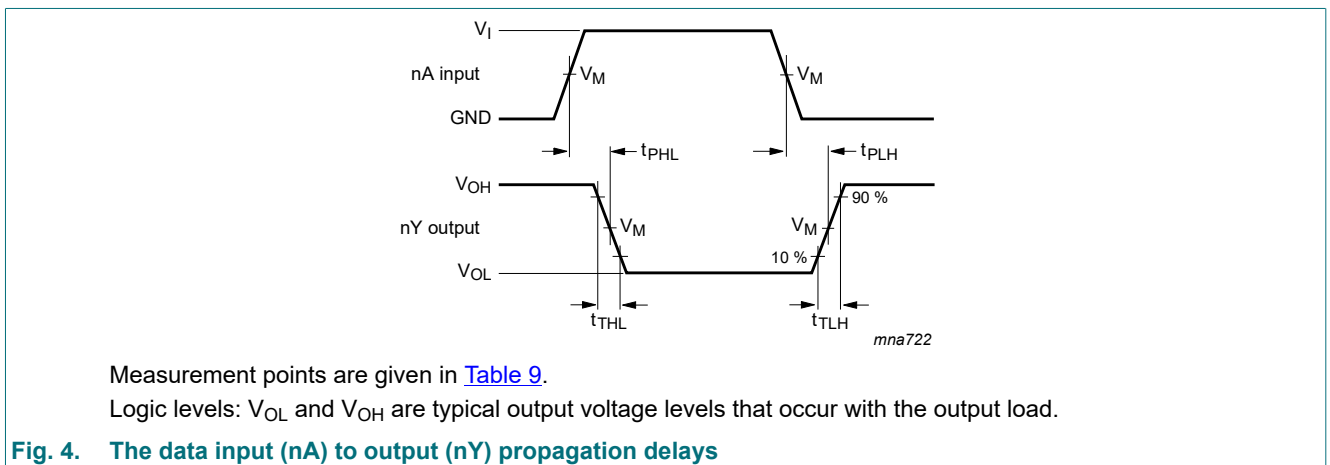 V_I
nA input
V_M
V_M
GND
t_PHL
t_PLH
V_OH
90 %
nY output
V_M
V_M
10 %
V_OL
t_THL
t_TLH
mna722
Measurement points are given in Table 9.
Logic levels: V_OL and V_OH are typical output voltage levels that occur with the output load.
Fig. 4. The data input (nA) to output (nY) propagation delays